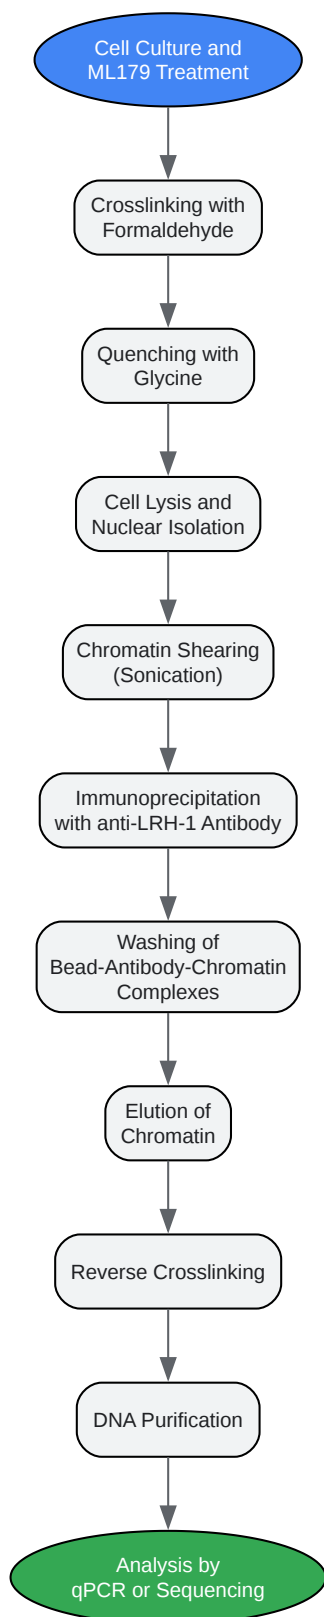 Cell Culture and
ML179 Treatment
Crosslinking with
Formaldehyde
Quenching with
Glycine
Cell Lysis and
Nuclear Isolation
Chromatin Shearing
(Sonication)
Immunoprecipitation
with anti-LRH-1 Antibody
Washing of
Bead-Antibody-Chromatin
Complexes
Elution of
Chromatin
Reverse Crosslinking
DNA Purification
Analysis by
qPCR or Sequencing